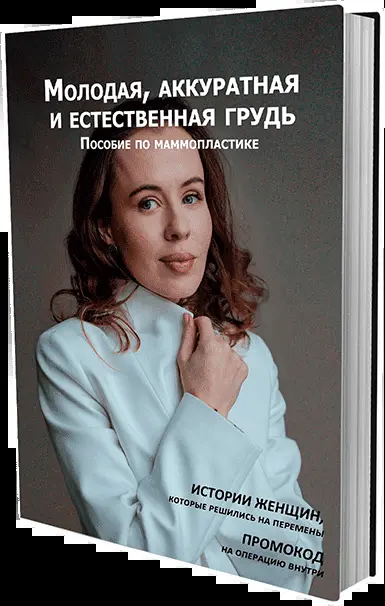 Молодая, аккуратная
и естественная грудь
Пособие по маммопластике
истории женщин,
которые решились на перемены
промокод
на операцию внутри